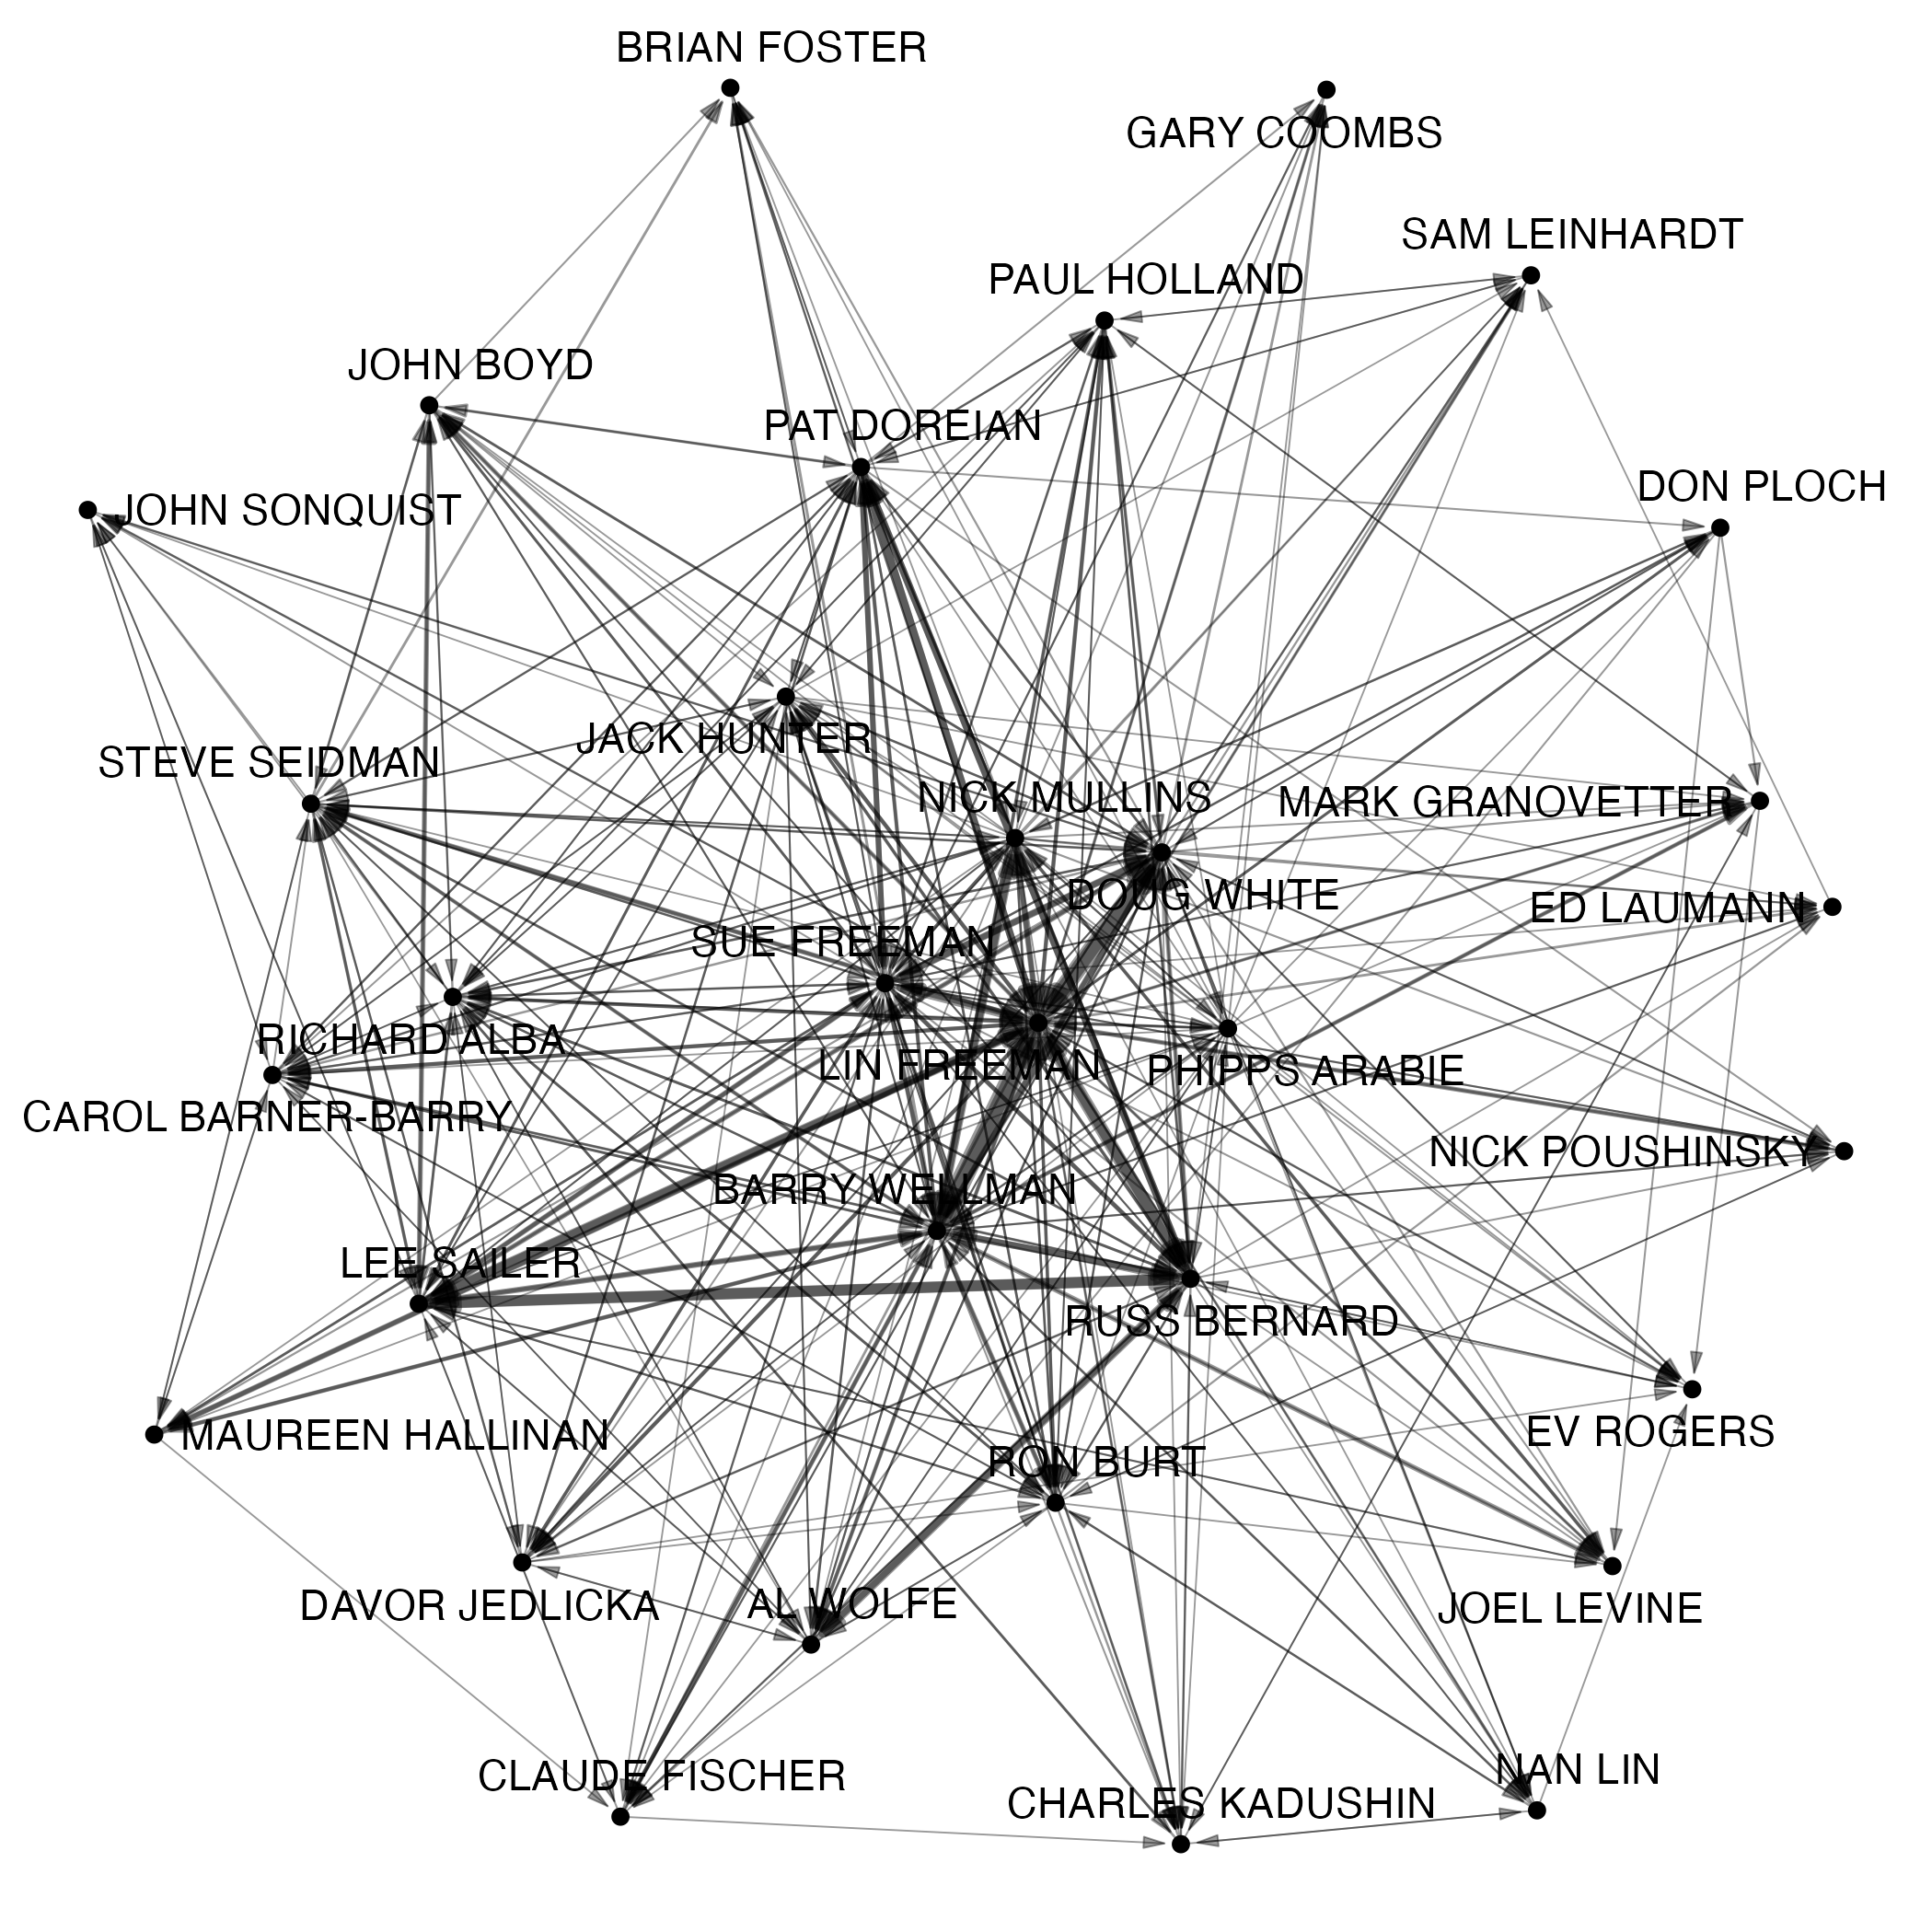 BRIAN FOSTER
GARY COOMBS
SAM LEINHARDT
PAUL HOLLAND
JOHN BOYD
PAT DOREIAN
DON PLOCH
JOHN SONQUIST
JACK HUNTER
STEVE SEIDMAN
NICK MULLINS
MARK GRANOVETTER
DOUG WHITE
ED LAUMANN
SUE FREEMAN
RICHARD ALBA
LIN FREEMAN
PHIPPS ARABIE
CAROL BARNER-BARRY
NICK POUSHINSKY
BARRY WELLMAN
LEE SAILER
RUSS BERNARD
MAUREEN HALLINAN
EV ROGERS
RON BURT
DAVOR JEDLICKA
AL WOLFE
JOEL LEVINE
CLAUDE FISCHER
NAN LIN
CHARLES KADUSHIN